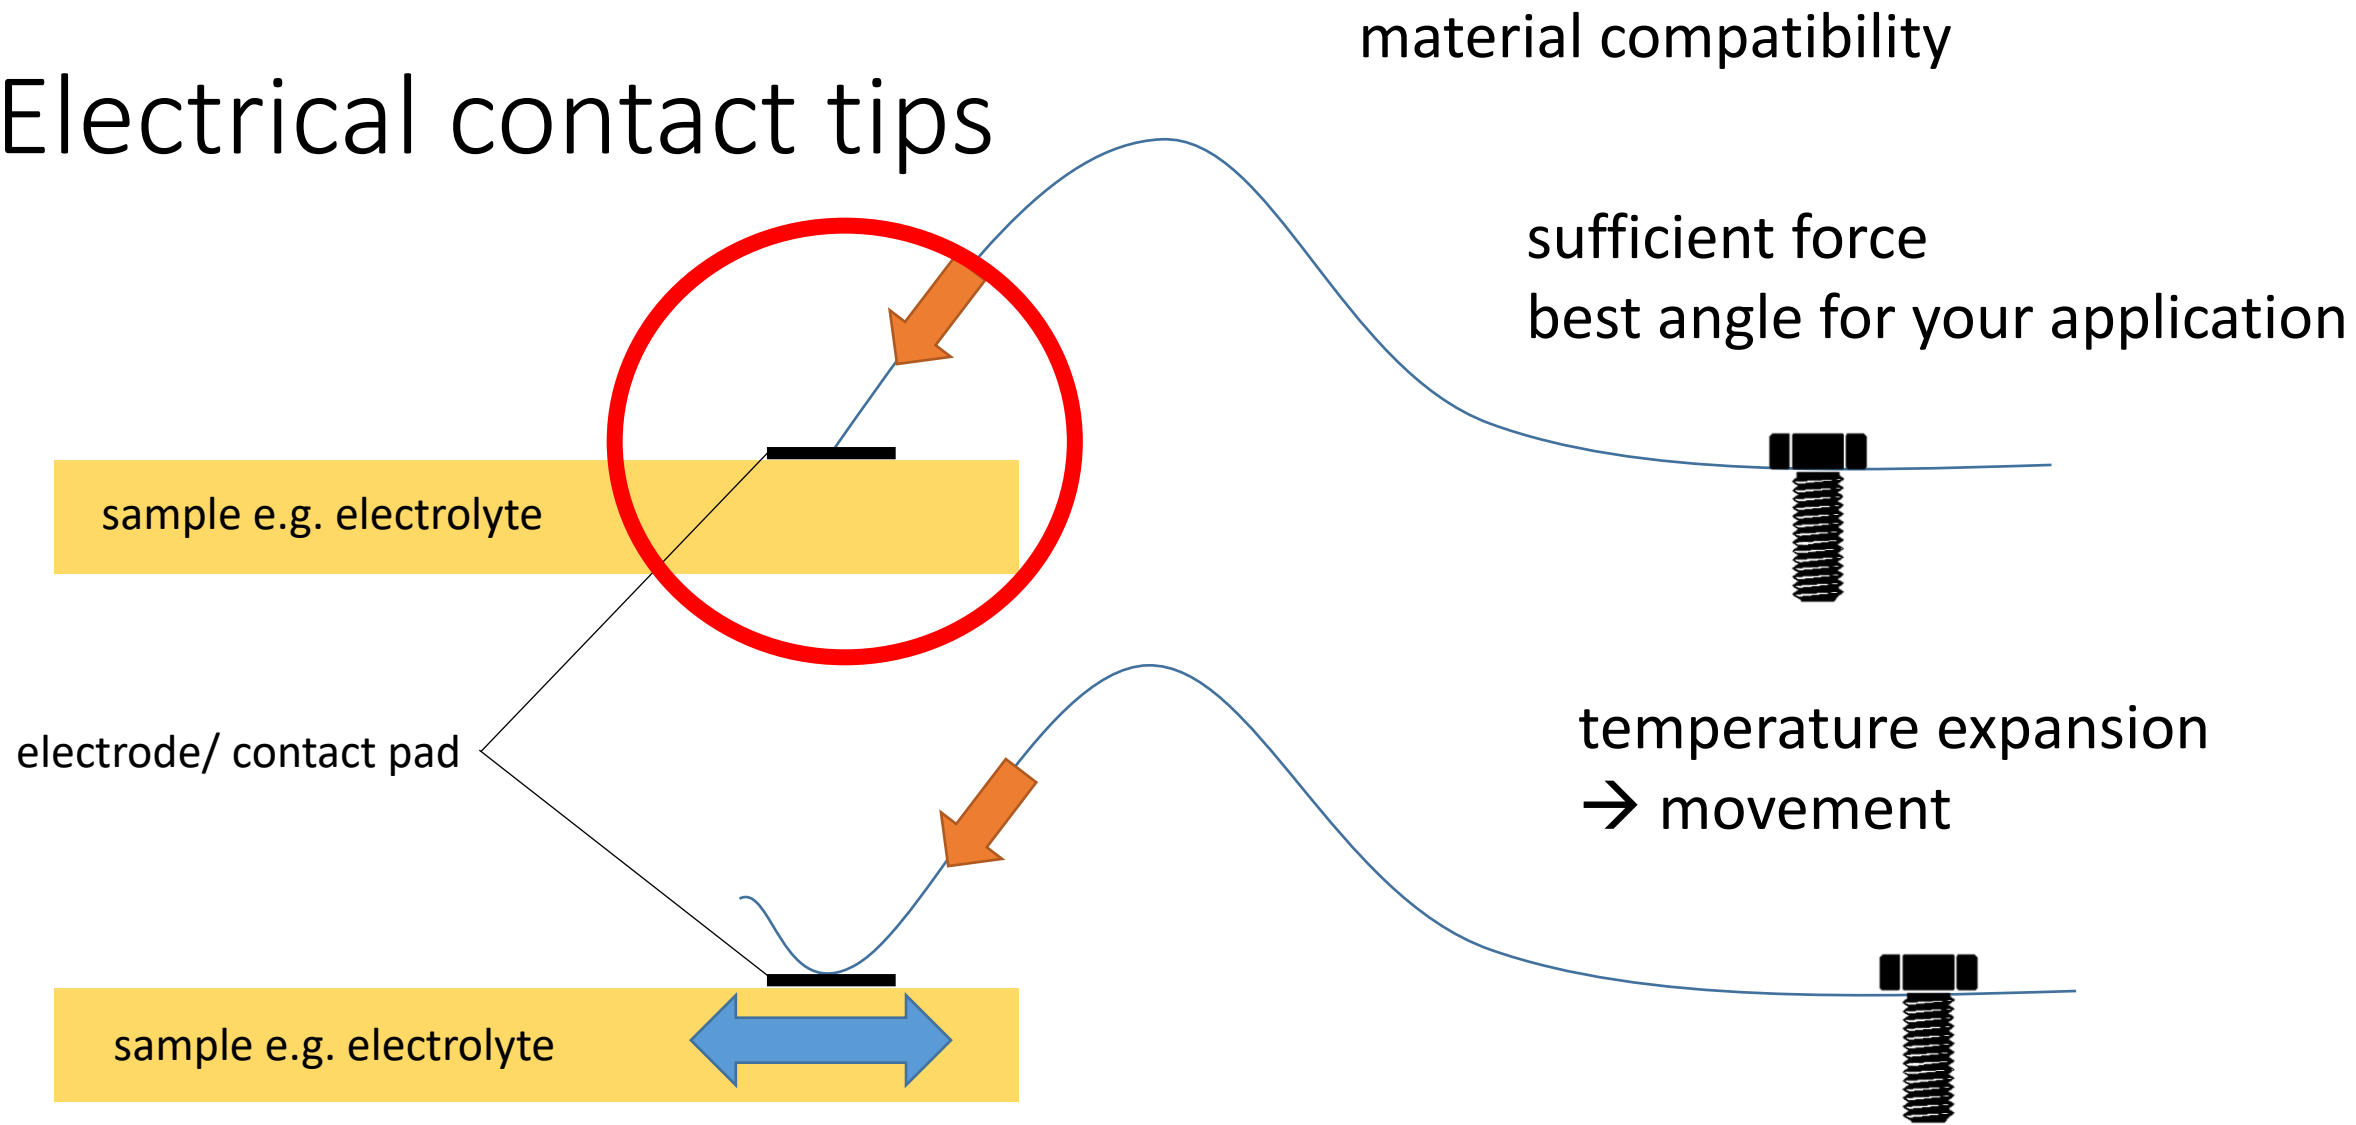 material compatibility
Electrical contact tips
sufficient force
best angle for your application
sample e.g. electrolyte
electrode/ contact pad
temperature expansion
→ movement
sample e.g. electrolyte